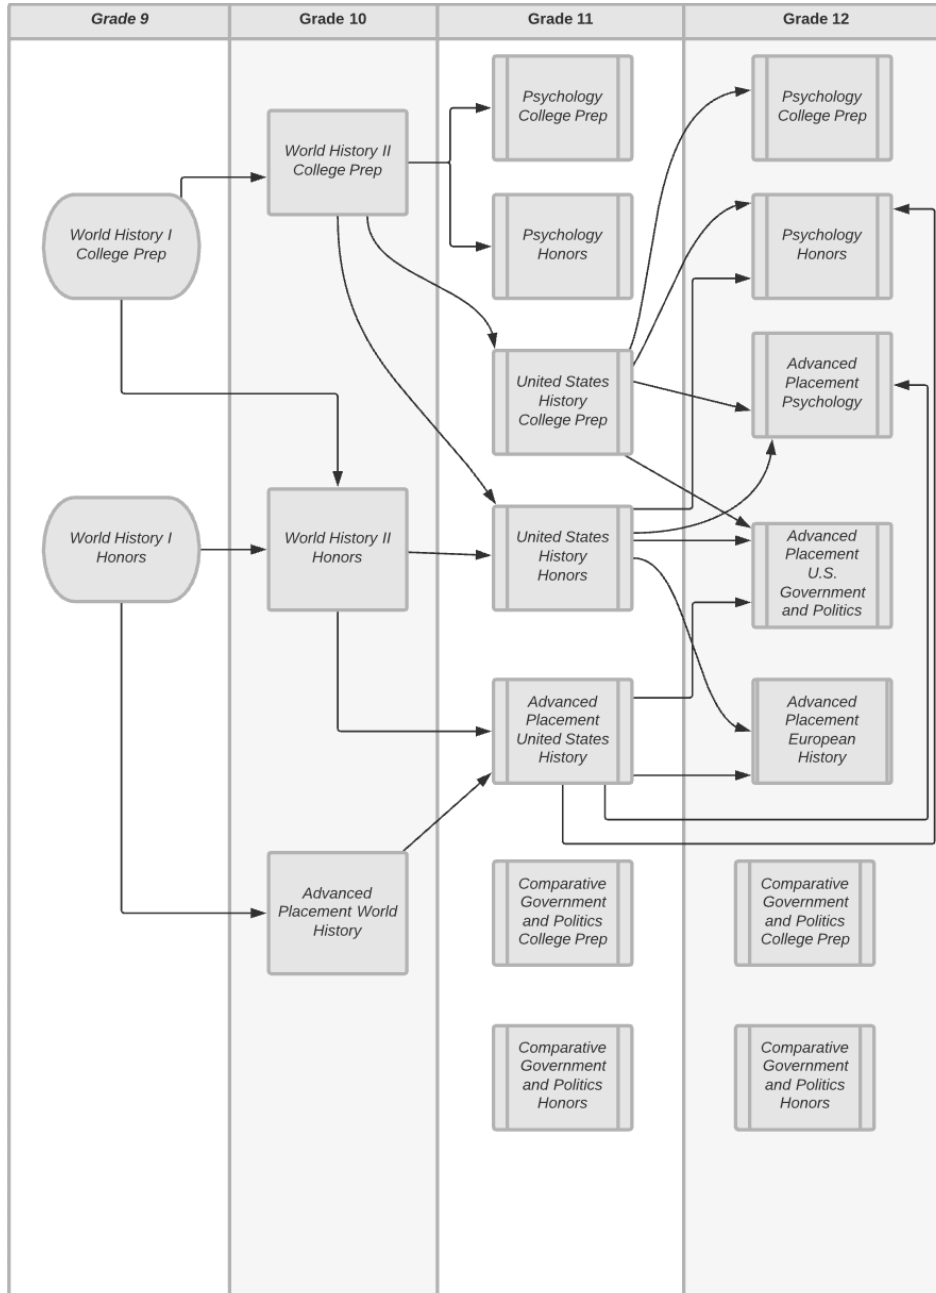 Grade 9
Grade 10
Grade 11
Grade 12
World History I
College Prep
World History I
Honors
World History II
College Prep
World History II
Honors
Advanced
Placement World
History
Psychology
College Prep
Psychology
Honors
United States
History
College Prep
United States
History
Honors
Advanced
Placement
United States
History
Comparative
Government
and Politics
College Prep
Comparative
Government
and Politics
Honors
Psychology
College Prep
Psychology
Honors
Advanced
Placement
Psychology
Advanced
Placement
U.S.
Government
and Politics
Advanced
Placement
European
History
Comparative
Government
and Politics
College Prep
Comparative
Government
and Politics
Honors